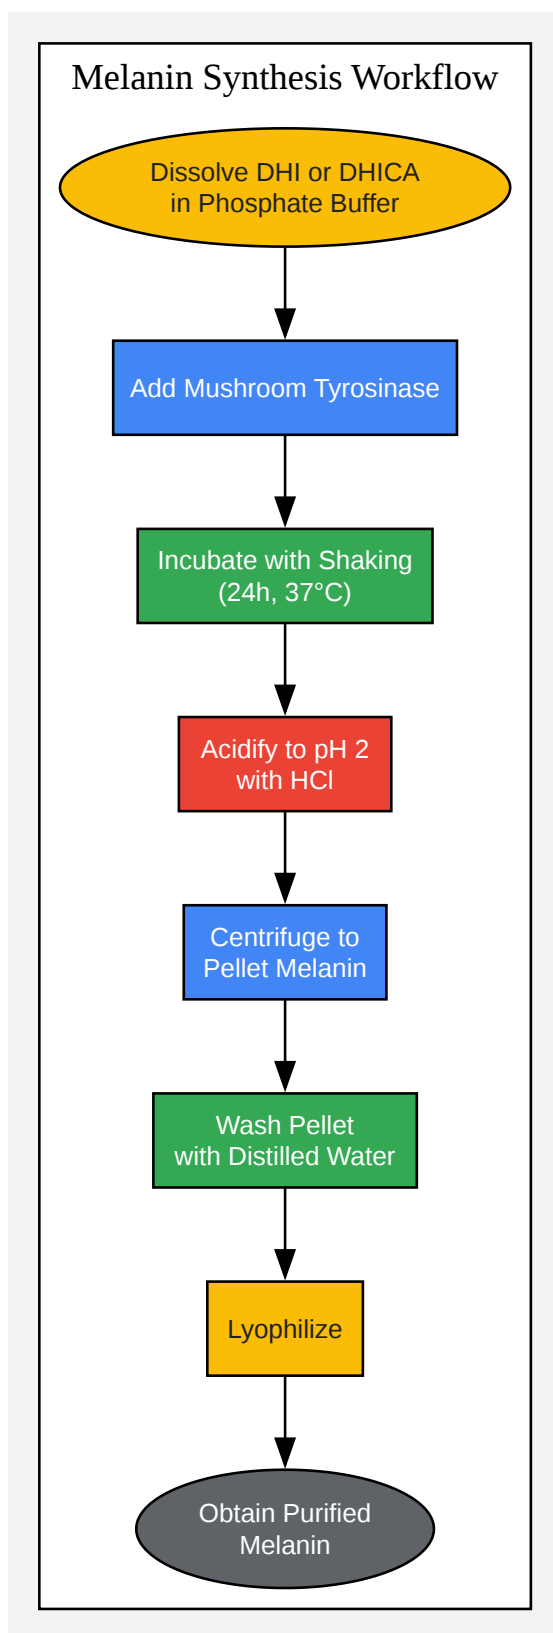 Melanin Synthesis Workflow
Dissolve DHI or DHICA
in Phosphate Buffer
Add Mushroom Tyrosinase
Incubate with Shaking
(24h, 37°C)
Acidify to pH 2
with HCl
Centrifuge to
Pellet Melanin
Wash Pellet
with Distilled Water
Lyophilize
Obtain Purified
Melanin